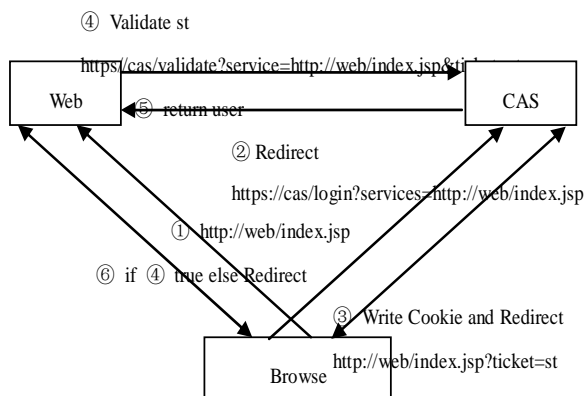 ④ Validate st
https//cas/validate?service=http://web/index.jsp&ticket=st
Web
CAS
⑤ return user
② Redirect
https://cas/login?services=http://web/index.jsp
① http://web/index.jsp
⑥ if ④ true else Redirect
③ Write Cookie and Redirect
http://web/index.jsp?ticket=st
Browse